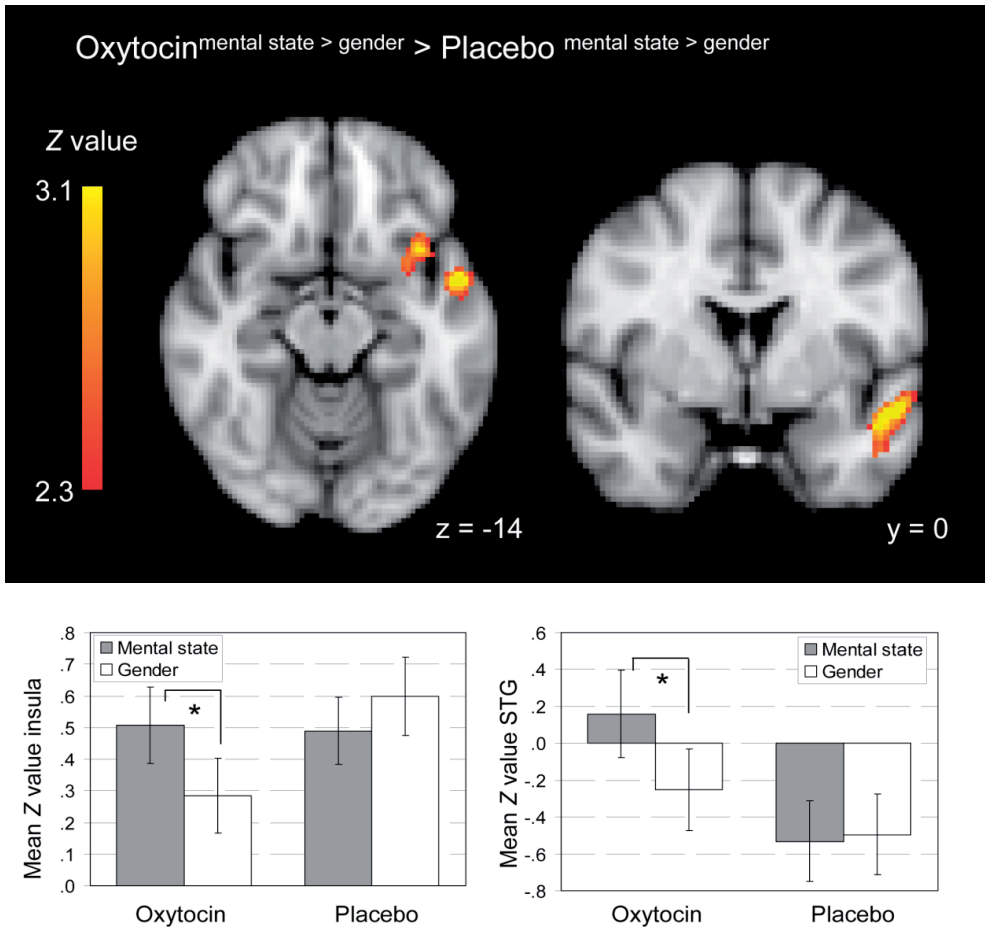 Oxytocin mental state > gender > Placebo mental state > gender
Z value
3.1
2.3
z = -14
y = 0
Mean Z value insula
.8
.7
.6
.5
.4
.3
.2
.1
.0
Mental state
Gender
*
Oxytocin
Placebo
Mean Z value STG
.6
.4
.2
.0
-.2
-.4
-.6
-.8
Mental state
Gender
*
Oxytocin
Placebo